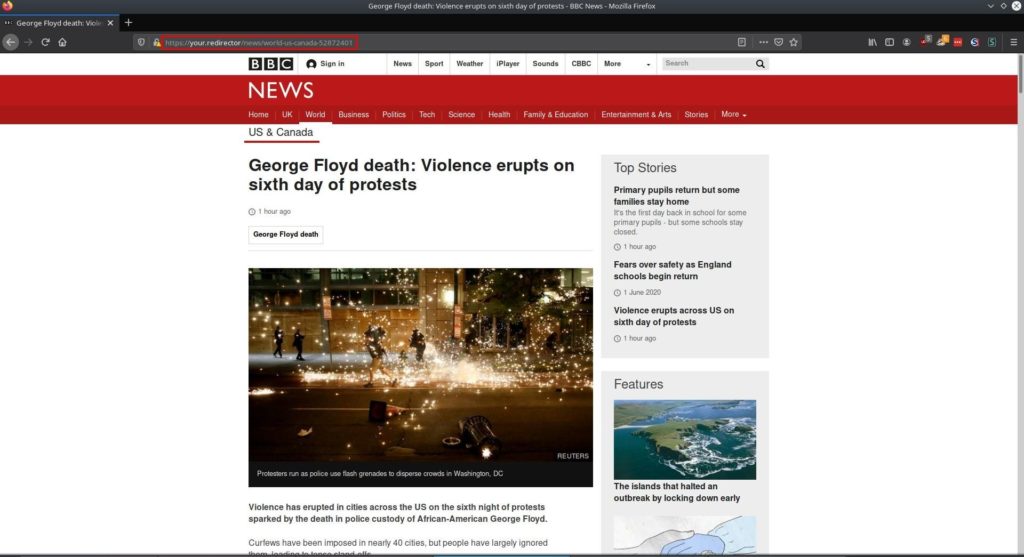 George Floyd death: Violence erupts on sixth day of protests - BBC News - Mozilla Firefox
George Floyd death: Viole
https://your.redirector/news/world-us-canada-52872401
BBC Sign in News Sport Weather iPlayer Sounds CBBC More Search
NEWS
Home UK World Business Politics Tech Science Health Family & Education Entertainment & Arts Stories More
US & Canada
George Floyd death: Violence erupts on
sixth day of protests
1 hour ago
George Floyd death
REUTERS
Protesters run as police use flash grenades to disperse crowds in Washington, DC
Violence has erupted in cities across the US on the sixth night of protests
sparked by the death in police custody of African-American George Floyd.
Curfews have been imposed in nearly 40 cities, but people have largely ignored
them, leading to tense stand-offs.
Top Stories
Primary pupils return but some
families stay home
It's the first day back in school for some
primary pupils - but some schools stay
closed.
1 hour ago
Fears over safety as England
schools begin return
1 June 2020
Violence erupts across US on
sixth day of protests
1 hour ago
Features
The islands that halted an
outbreak by locking down early